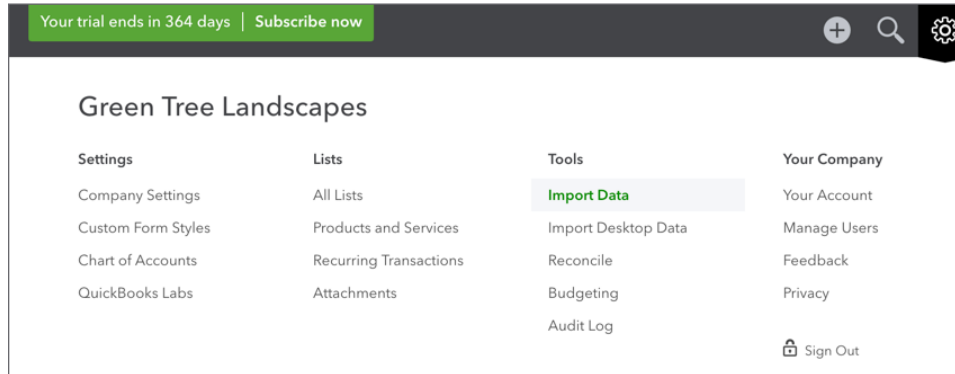 Your trial ends in 364 days | Subscribe now
Green Tree Landscapes
Settings
Company Settings
Custom Form Styles
Chart of Accounts
QuickBooks Labs
Lists
All Lists
Products and Services
Recurring Transactions
Attachments
Tools
Import Data
Import Desktop Data
Reconcile
Budgeting
Audit Log
Your Company
Your Account
Manage Users
Feedback
Privacy
Sign Out